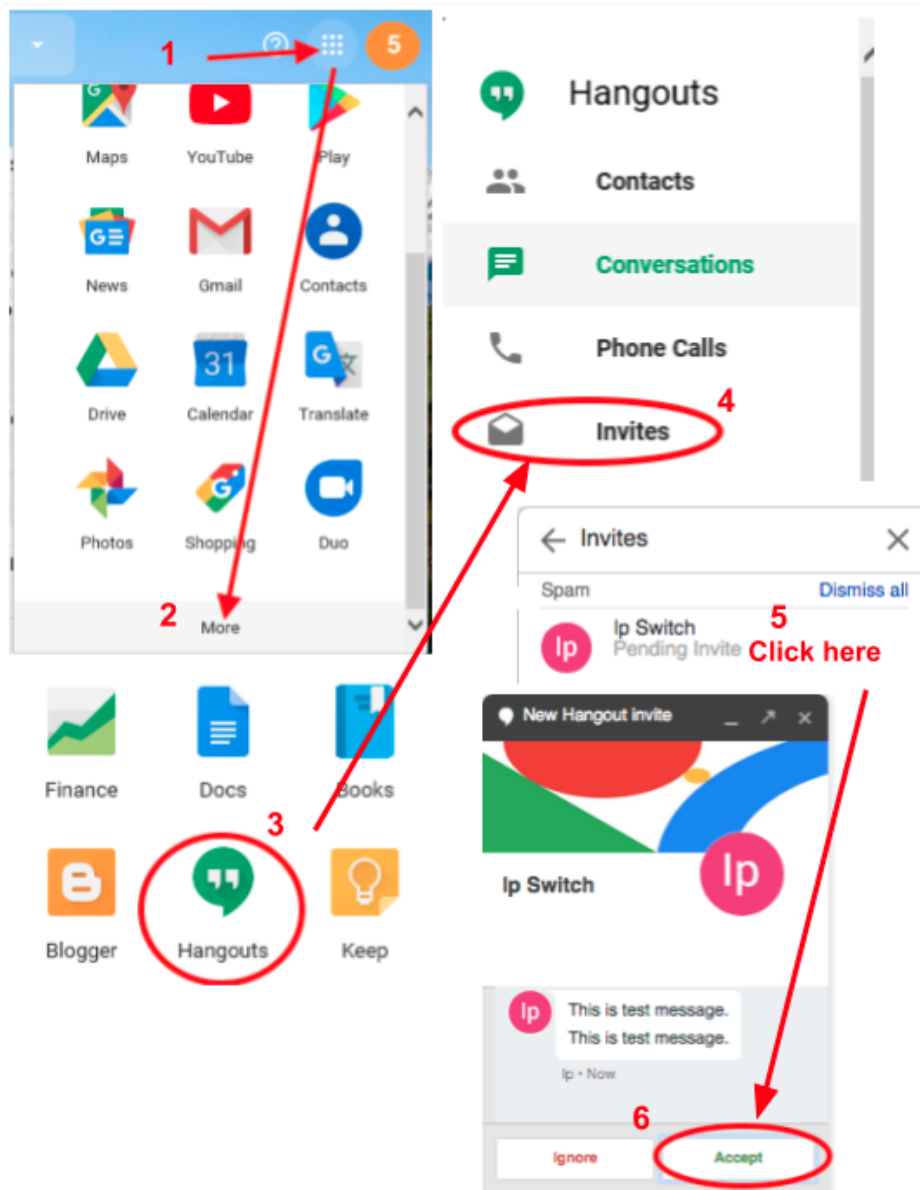 1
5
Maps
YouTube
Play
News
Gmail
Contacts
31
Drive
Calendar
Translate
Photos
Shopping
Duo
2
More
Finance
Docs
Books
3
Blogger
Hangouts
Keep
Hangouts
Contacts
Conversations
Phone Calls
4
Invites
Invites
Spam
Dismiss all
Ip
Ip Switch
Pending Invite
5
Click here
New Hangout invite
Ip Switch
Ip
Ip
This is test message.
This is test message.
Ip • Now
6
Ignore
Accept